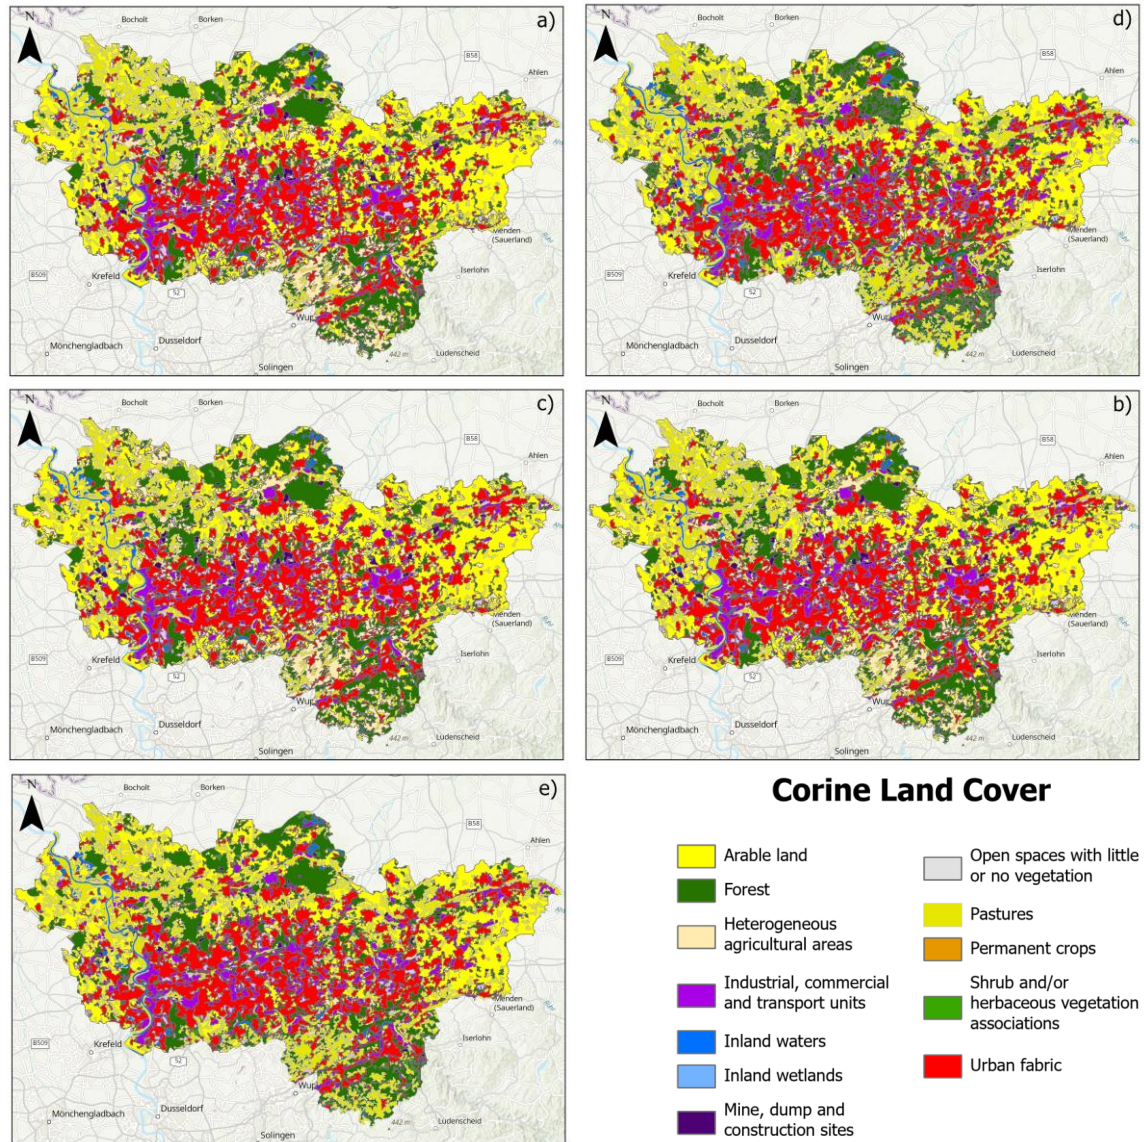 N
Bocholt
Borken
a)
B58
Ahlen
Menden
(Sauerland)
Iserlohn
B509
Krefeld
52
Wup
Mönchengladbach
Dusseldorf
442 m
Ludenscheid
Solingen
N
Bocholt
Borken
d)
B58
Ahlen
Menden
(Sauerland)
Iserlohn
B509
Krefeld
52
Wup
Mönchengladbach
Dusseldorf
442 m
Ludenscheid
Solingen
N
Bocholt
Borken
c)
B58
Ahlen
Menden
(Sauerland)
Iserlohn
B509
Krefeld
52
Wup
Mönchengladbach
Dusseldorf
442 m
Ludenscheid
Solingen
N
Bocholt
Borken
b)
B58
Ahlen
Menden
(Sauerland)
Iserlohn
B509
Krefeld
52
Wup
Mönchengladbach
Dusseldorf
442 m
Ludenscheid
Solingen
N
Bocholt
Borken
e)
B58
Ahlen
Menden
(Sauerland)
Iserlohn
B509
Krefeld
52
Wup
Mönchengladbach
Dusseldorf
442 m
Ludenscheid
Solingen
Corine Land Cover
Arable land
Forest
Heterogeneous
agricultural areas
Industrial, commercial
and transport units
Inland waters
Inland wetlands
Mine, dump and
construction sites
Open spaces with little
or no vegetation
Pastures
Permanent crops
Shrub and/or
herbaceous vegetation
associations
Urban fabric